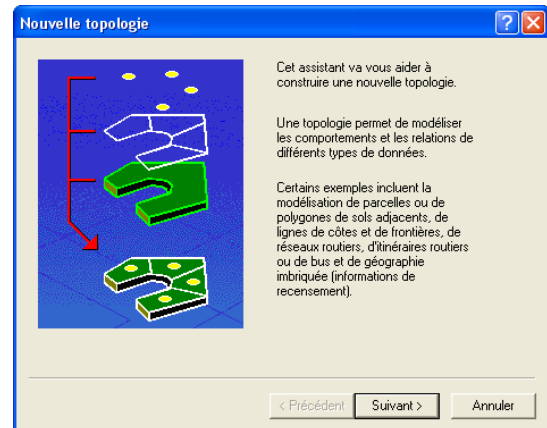 Nouvelle topologie
Cet assistant va vous aider à
construire une nouvelle topologie.
Une topologie permet de modéliser
les comportements et les relations de
différents types de données.
Certains exemples incluent la
modélisation de parcelles ou de
polygones de sols adjacents, de
lignes de côtes et de frontières, de
réseaux routiers, d'itinéraires routiers
ou de bus et de géographie
imbriquée (informations de
recensement).
< Précédent Suivant > Annuler